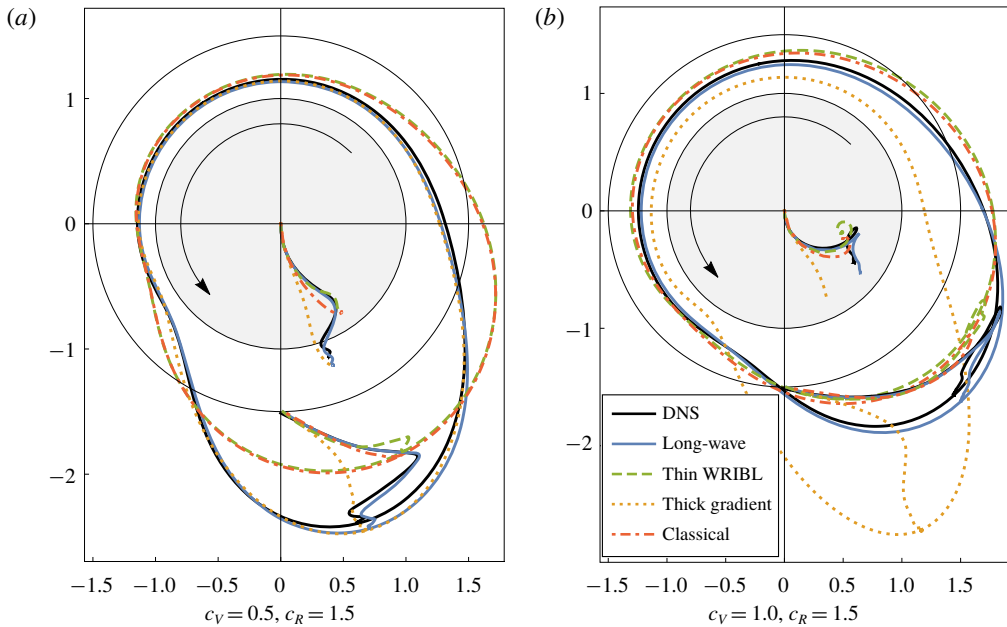 (a)
1
0
−1
−2
−1.5
−1.0
−0.5
0
0.5
1.0
1.5
c_V = 0.5, c_R = 1.5
(b)
1
0
−1
−2
DNS
Long-wave
Thin WRIBL
Thick gradient
Classical
−1.5
−1.0
−0.5
0
0.5
1.0
1.5
c_V = 1.0, c_R = 1.5